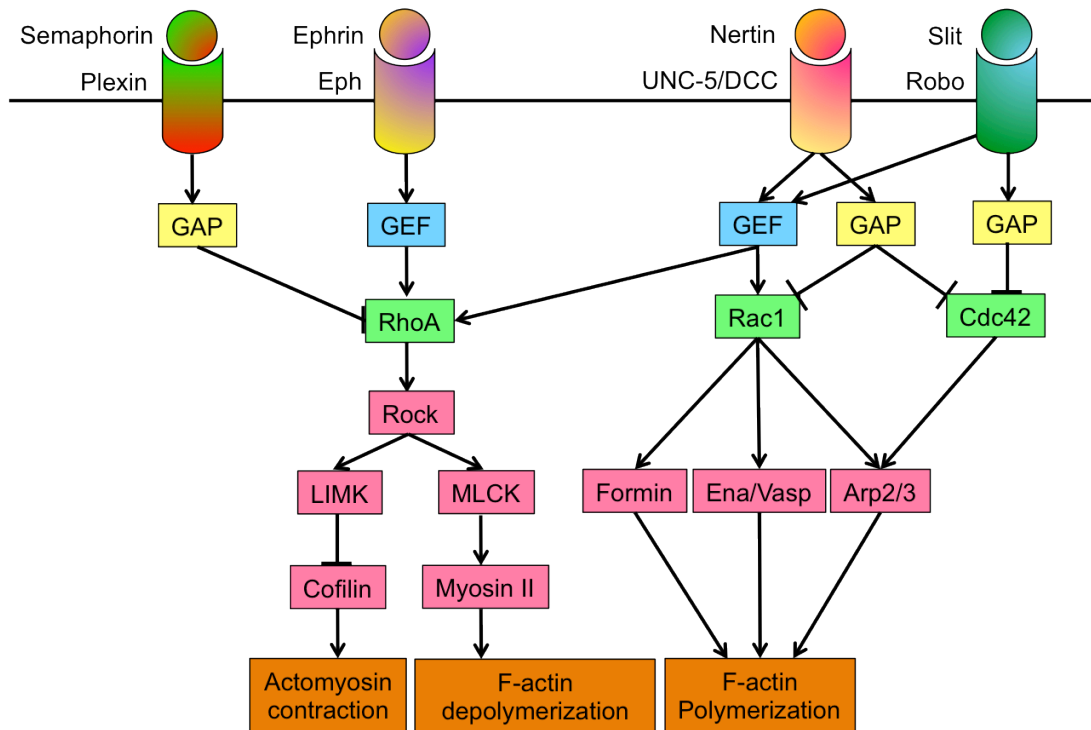 Semaphorin
Ephrin
Nertin
Slit
Plexin
Eph
UNC-5/DCC
Robo
GAP
GEF
GEF
GAP
GAP
RhoA
Rac1
Cdc42
Rock
LIMK
MLCK
Formin
Ena/Vasp
Arp2/3
Cofilin
Myosin II
Actomyosin
contraction
F-actin
depolymerization
F-actin
Polymerization